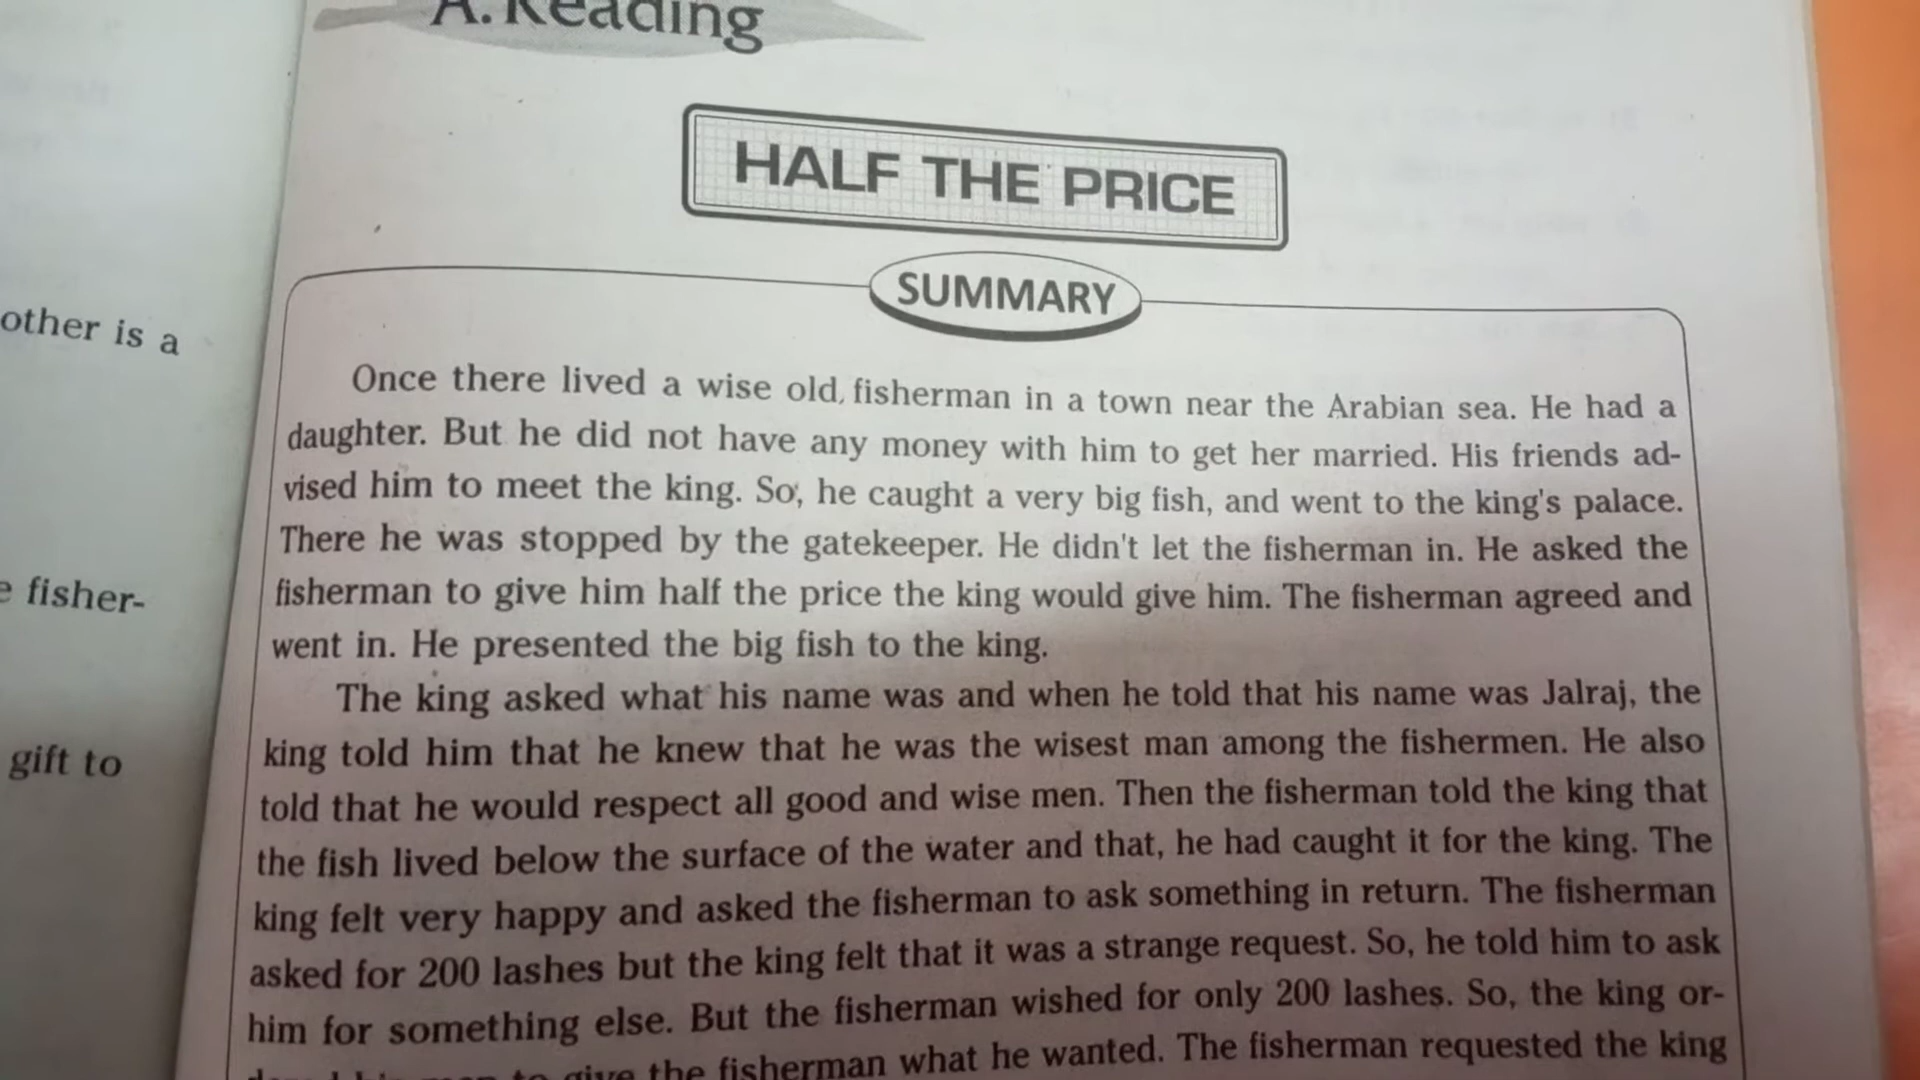 A. Reading
HALF THE PRICE
SUMMARY
other is a
e fisher-
gift to
Once there lived a wise old, fisherman in a town near the Arabian sea. He had a
daughter. But he did not have any money with him to get her married. His friends ad-
vised him to meet the king. So, he caught a very big fish, and went to the king's palace.
There he was stopped by the gatekeeper. He didn't let the fisherman in. He asked the
fisherman to give him half the price the king would give him. The fisherman agreed and
went in. He presented the big fish to the king.
The king asked what his name was and when he told that his name was Jalraj, the
king told him that he knew that he was the wisest man among the fishermen. He also
told that he would respect all good and wise men. Then the fisherman told the king that
the fish lived below the surface of the water and that, he had caught it for the king. The
king felt very happy and asked the fisherman to ask something in return. The fisherman
asked for 200 lashes but the king felt that it was a strange request. So, he told him to ask
him for something else. But the fisherman wished for only 200 lashes. So, the king or-
to give the fisherman what he wanted. The fisherman requested the king